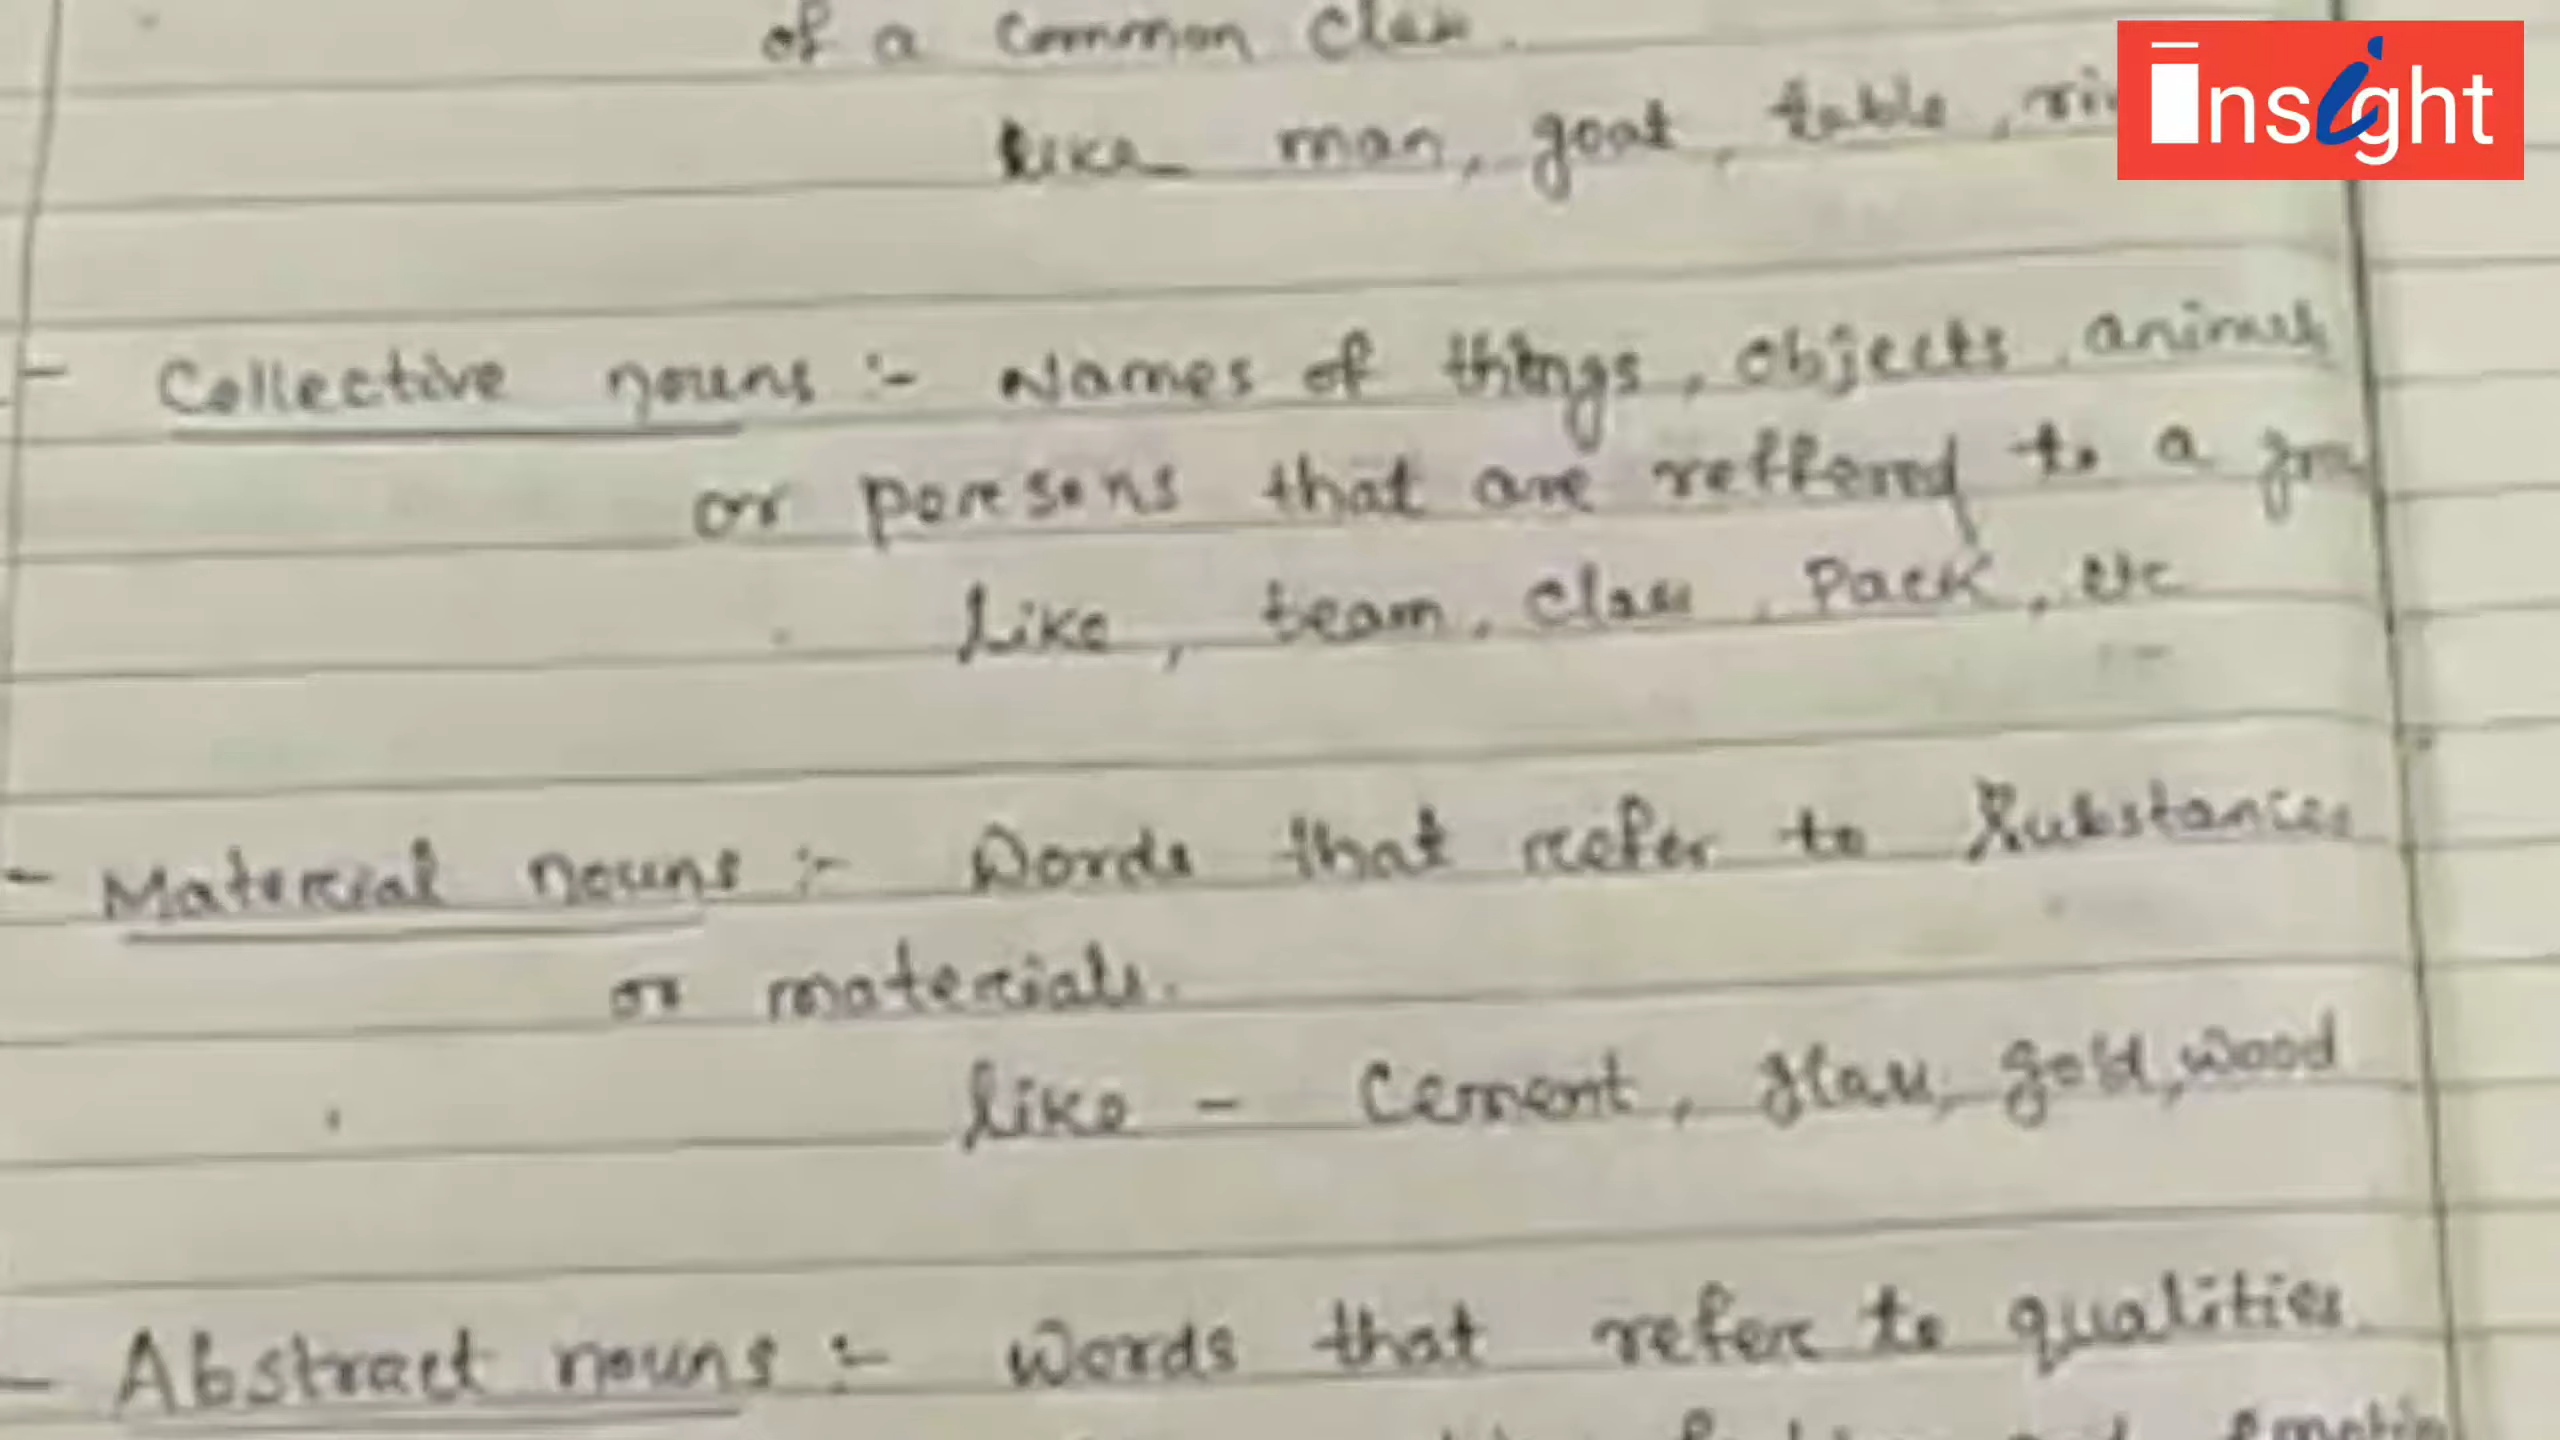 of a common class.
like man, goat, table,
Insight
- Collective nouns :- Names of things, objects, animals
or persons that are reffered to a
like, team, class, pack, etc
- Material nouns :- Words that refer to substances
or materials.
like - Cement, glass, gold, wood
- Abstract nouns :- Words that refer to qualities